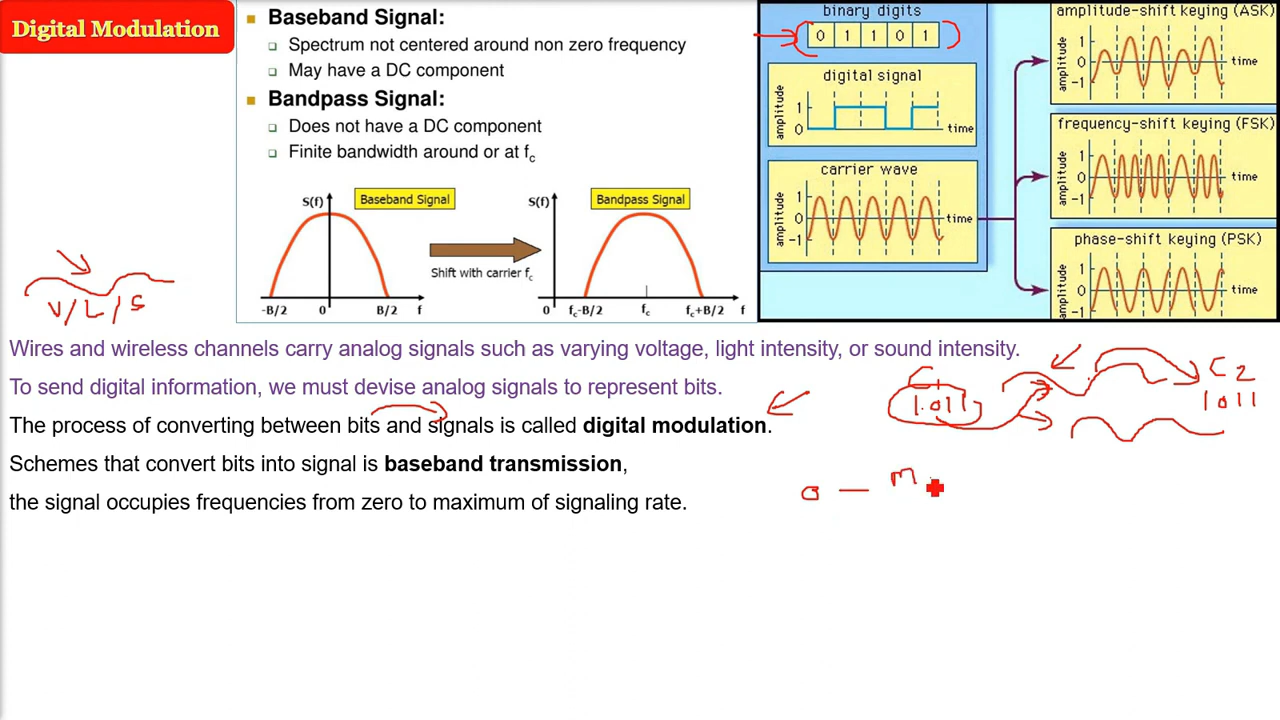 Digital Modulation
Baseband Signal:
Spectrum not centered around non zero frequency
May have a DC component
Bandpass Signal:
Does not have a DC component
Finite bandwidth around or at fc
S(f)
Baseband Signal
-B/2 0 B/2 f
Shift with carrier fc
S(f)
Bandpass Signal
0 fc-B/2 fc fc+B/2 f
binary digits
0 1 1 0 1
digital signal
amplitude
1
0
time
carrier wave
amplitude
1
0
-1
time
amplitude-shift keying (ASK)
amplitude
1
0
-1
time
frequency-shift keying (FSK)
amplitude
1
0
-1
time
phase-shift keying (PSK)
amplitude
1
0
-1
time
V/L/S
Wires and wireless channels carry analog signals such as varying voltage, light intensity, or sound intensity.
To send digital information, we must devise analog signals to represent bits.
The process of converting between bits and signals is called digital modulation.
Schemes that convert bits into signal is baseband transmission,
the signal occupies frequencies from zero to maximum of signaling rate.
1011
C2
1011
0 — m